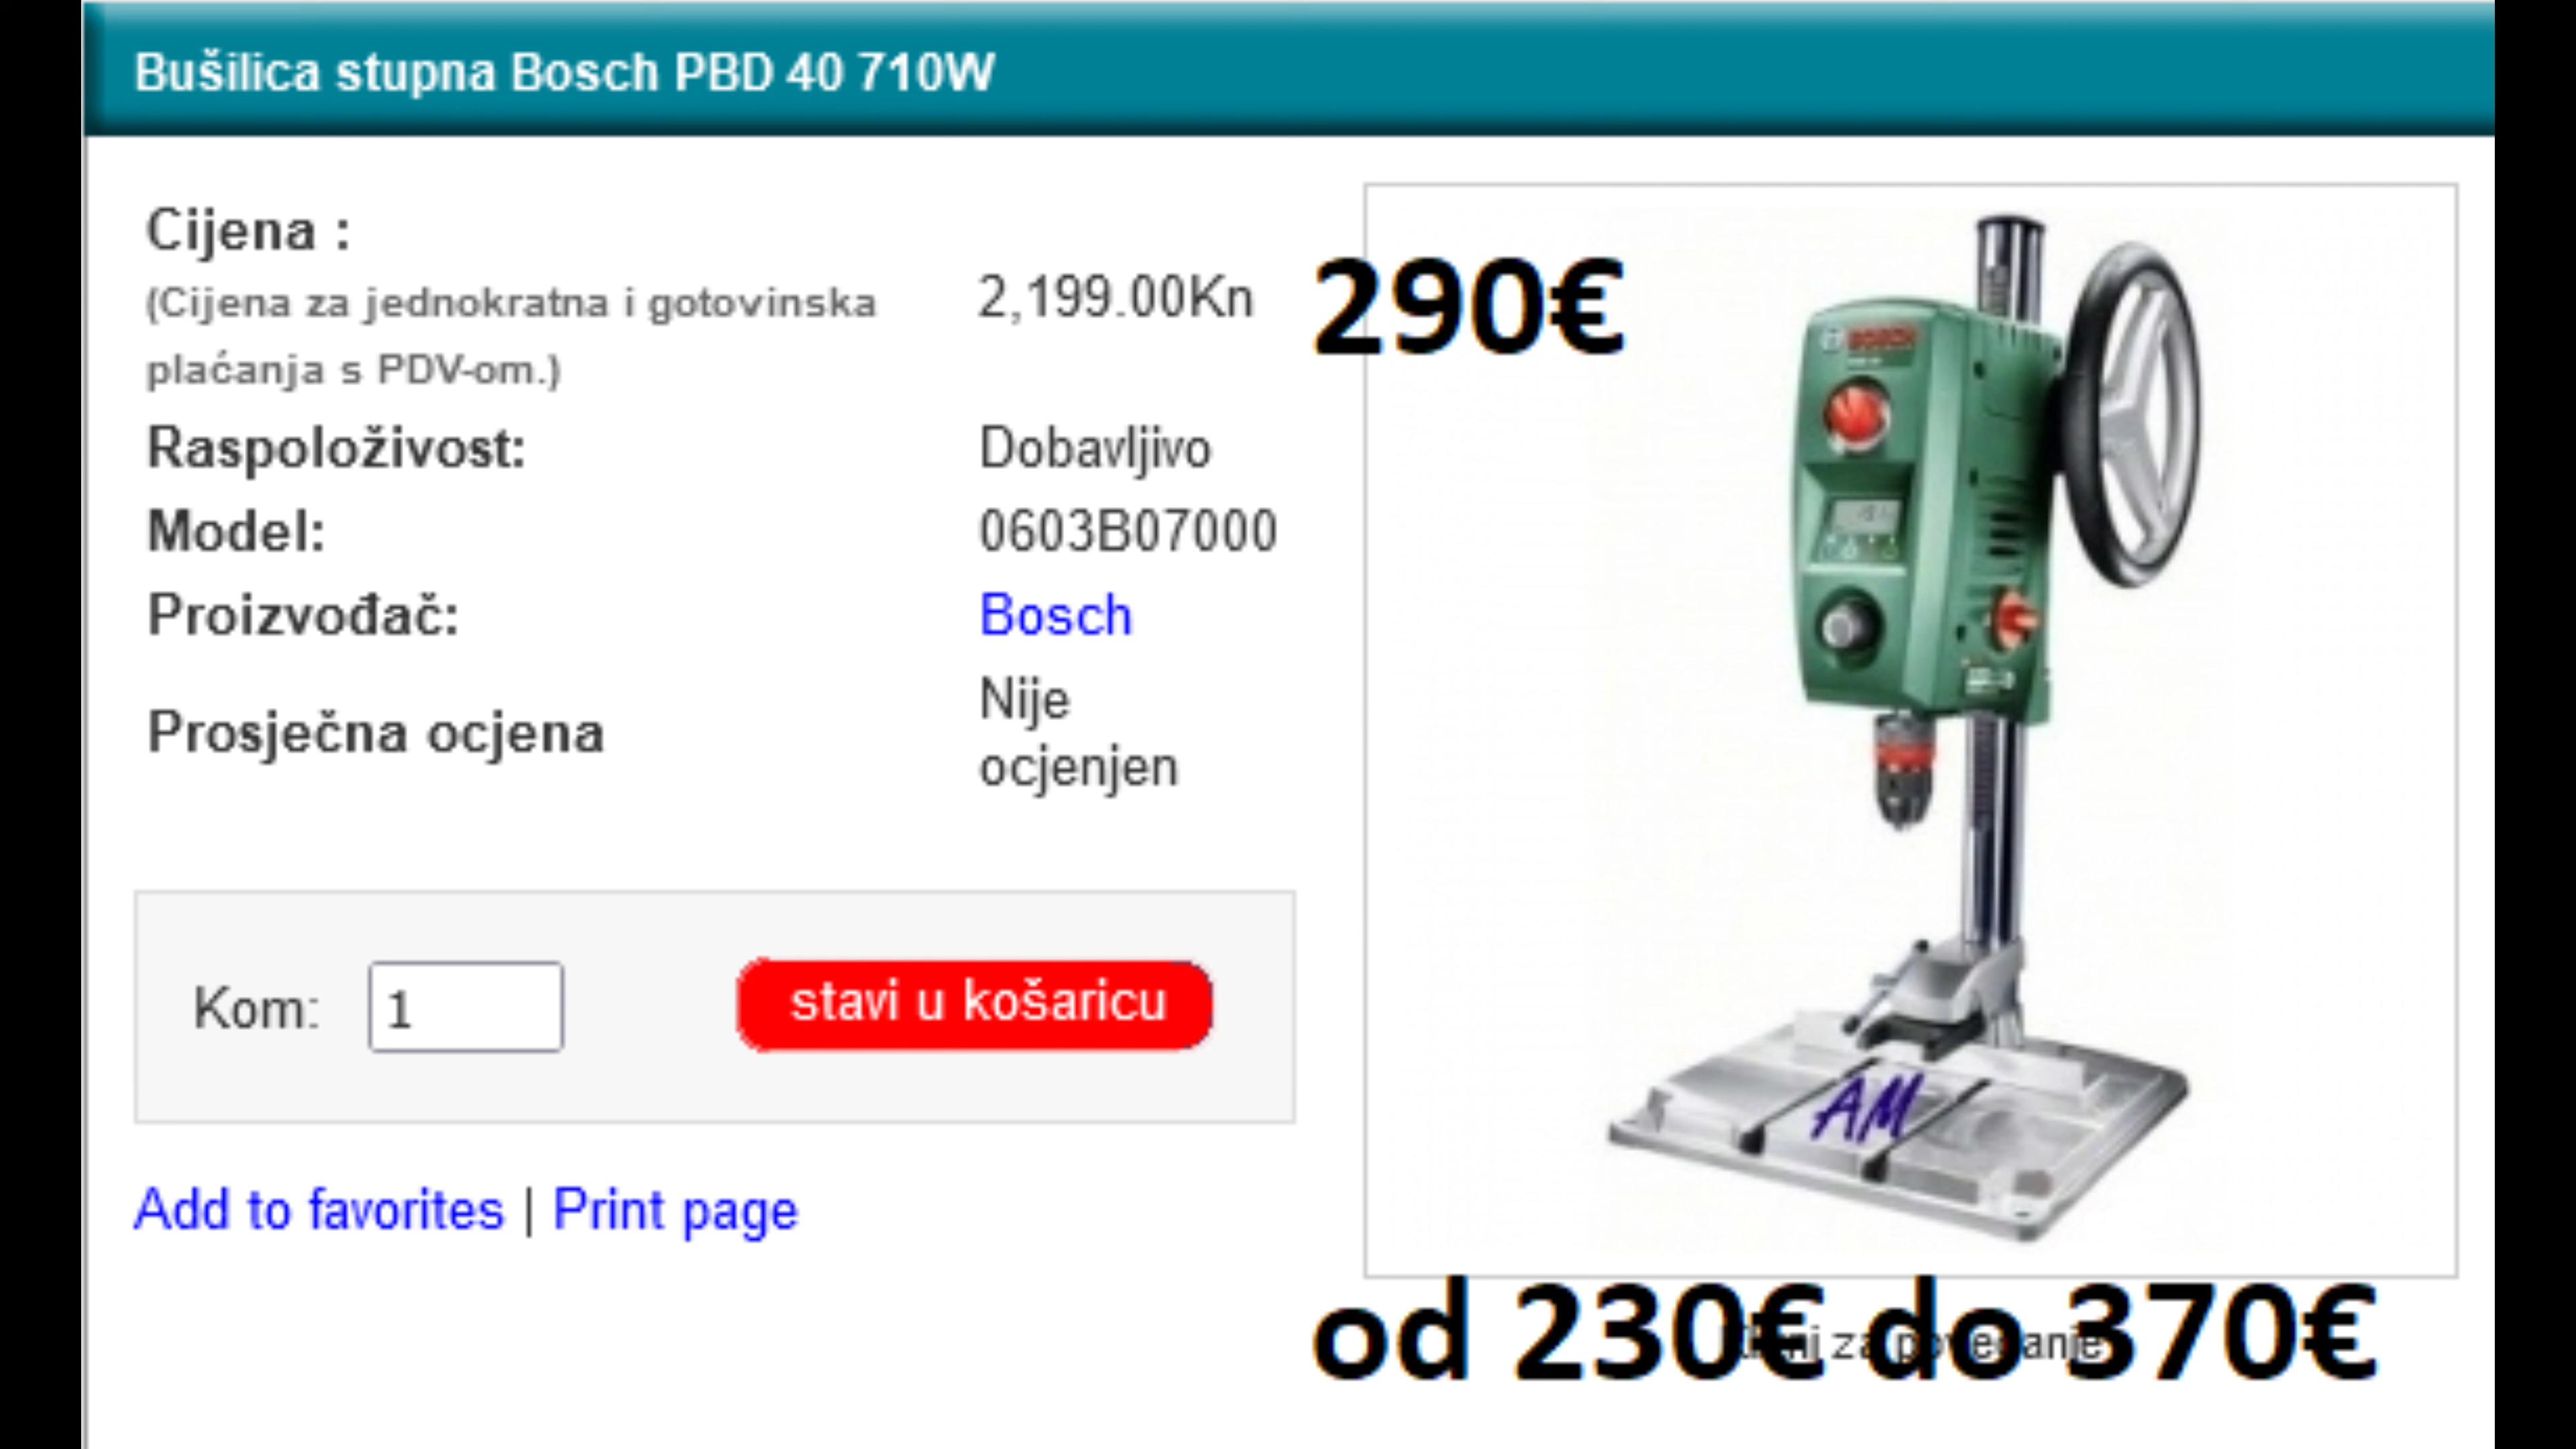 Bušilica stupna Bosch PBD 40 710W
Cijena :
(Cijena za jednokratna i gotovinska
plaćanja s PDV-om.)
2,199.00Kn
290€
Raspoloživost: Dobavljivo
Model: 0603B07000
Proizvođač: Bosch
Prosječna ocjena
Nije
ocjenjen
BOSCH
Kom: 1 stavi u košaricu
AM
Add to favorites | Print page
od 230€ do 370€
za